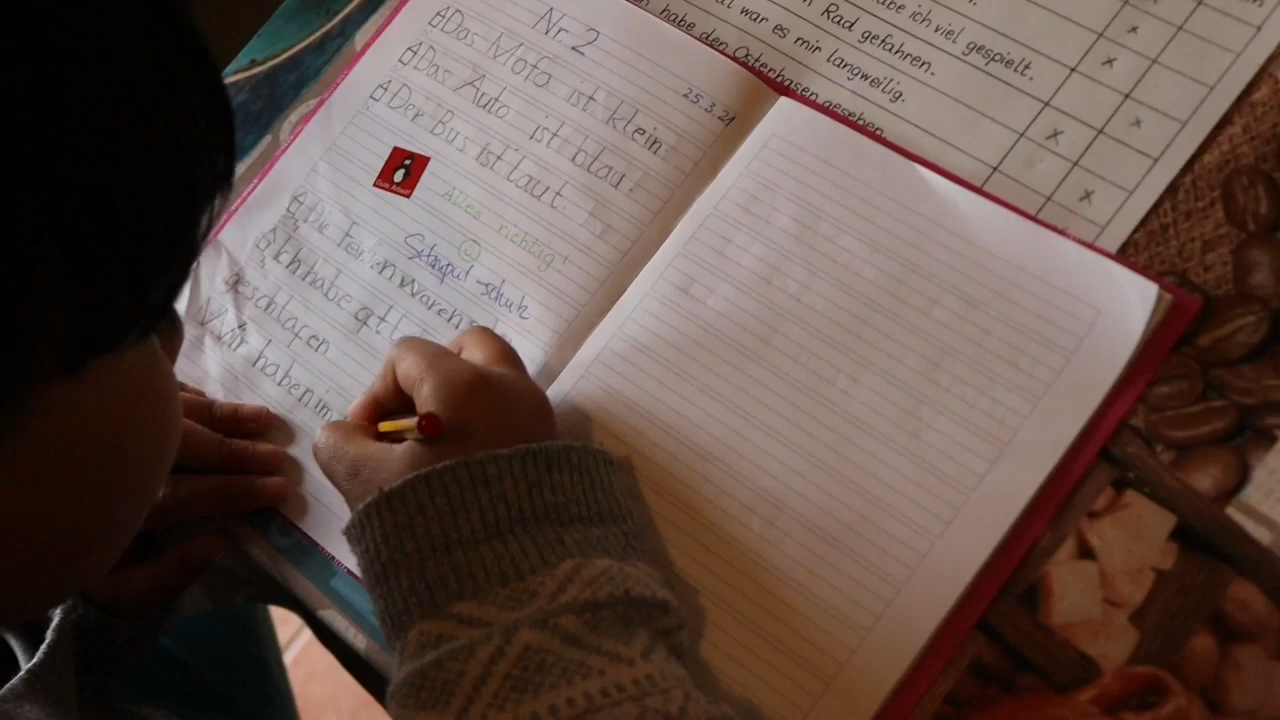 Nr 2
Das Mofa ist klein.
25.3.21
Das Auto ist blau.
Der Bus ist laut.
Gute Arbeit!
Alles richtig!
Die Ferien waren
Ich habe
geschlafen
Wir haben im
habe ich viel gespielt.
Rad gefahren.
war es mir langweilig.
habe den Osterhasen gesehen.